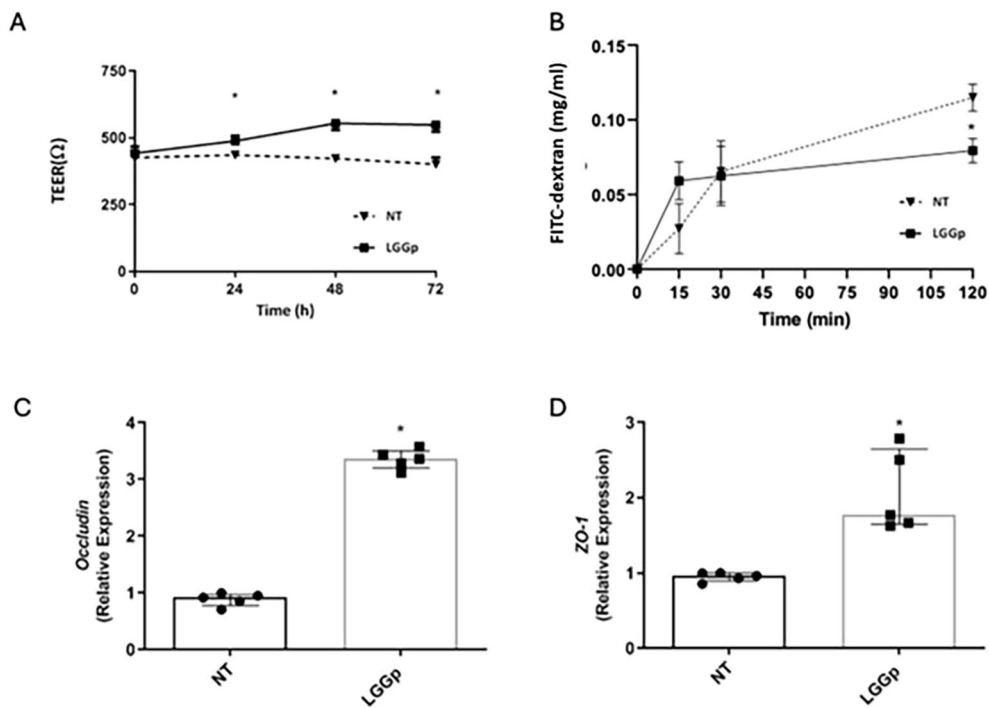 A
750
500
250
0
TEER(Ω)
* * *
NT
LGGp
0 24 48 72
Time (h)
B
0.15
0.10
0.05
0.00
FITC-dextran (mg/ml)
*
NT
LGGp
0 15 30 45 60 75 90 105 120
Time (min)
C
4
3
2
1
0
Occludin
(Relative Expression)
*
NT LGGp
D
3
2
1
0
ZO-1
(Relative Expression)
*
NT LGGp